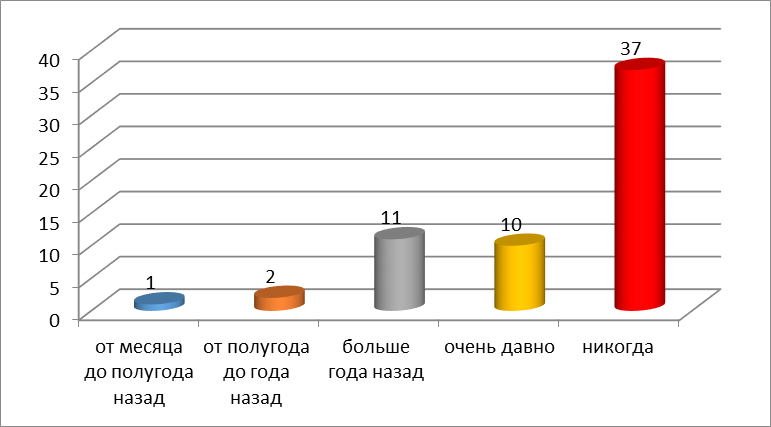 40
35
30
25
20
15
10
5
0
1
2
11
10
37
от месяца
до полугода
назад
от полугода
до года
назад
больше
года назад
очень давно
никогда